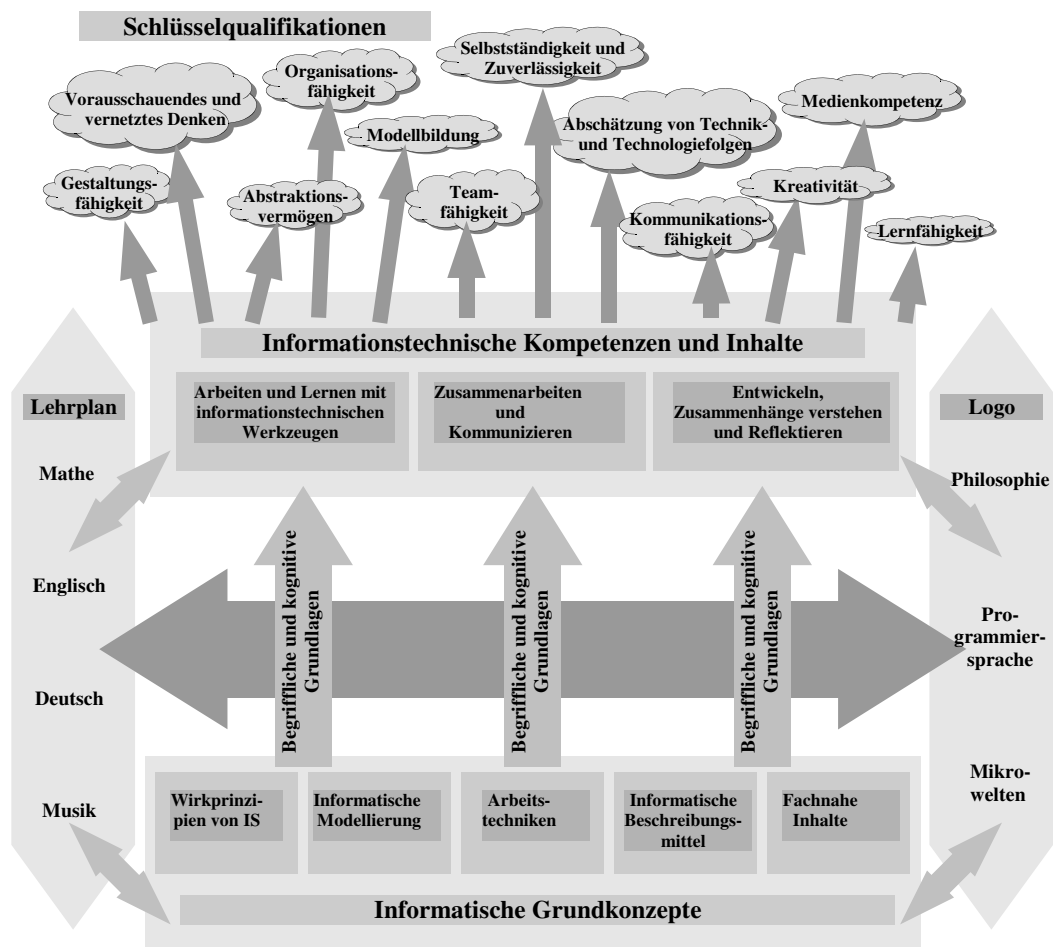 Schlüsselqualifikationen
Vorausschauendes und
vernetztes Denken
Organisations-
fähigkeit
Selbstständigkeit und
Zuverlässigkeit
Modellbildung
Abschätzung von Technik-
und Technologiefolgen
Medienkompetenz
Gestaltungs-
fähigkeit
Abstraktions-
vermögen
Team-
fähigkeit
Kommunikations-
fähigkeit
Kreativität
Lernfähigkeit
Informationstechnische Kompetenzen und Inhalte
Arbeiten und Lernen mit
informationstechnischen
Werkzeugen
Zusammenarbeiten
und
Kommunizieren
Entwickeln,
Zusammenhänge verstehen
und Reflektieren
Lehrplan
Mathe
Englisch
Deutsch
Musik
Logo
Philosophie
Pro-
grammier-
sprache
Mikro-
welten
Begriffliche und kognitive
Grundlagen
Begriffliche und kognitive
Grundlagen
Begriffliche und kognitive
Grundlagen
Wirkprinzi-
pien von IS
Informatische
Modellierung
Arbeits-
techniken
Informatische
Beschreibungs-
mittel
Fachnahe
Inhalte
Informatische Grundkonzepte